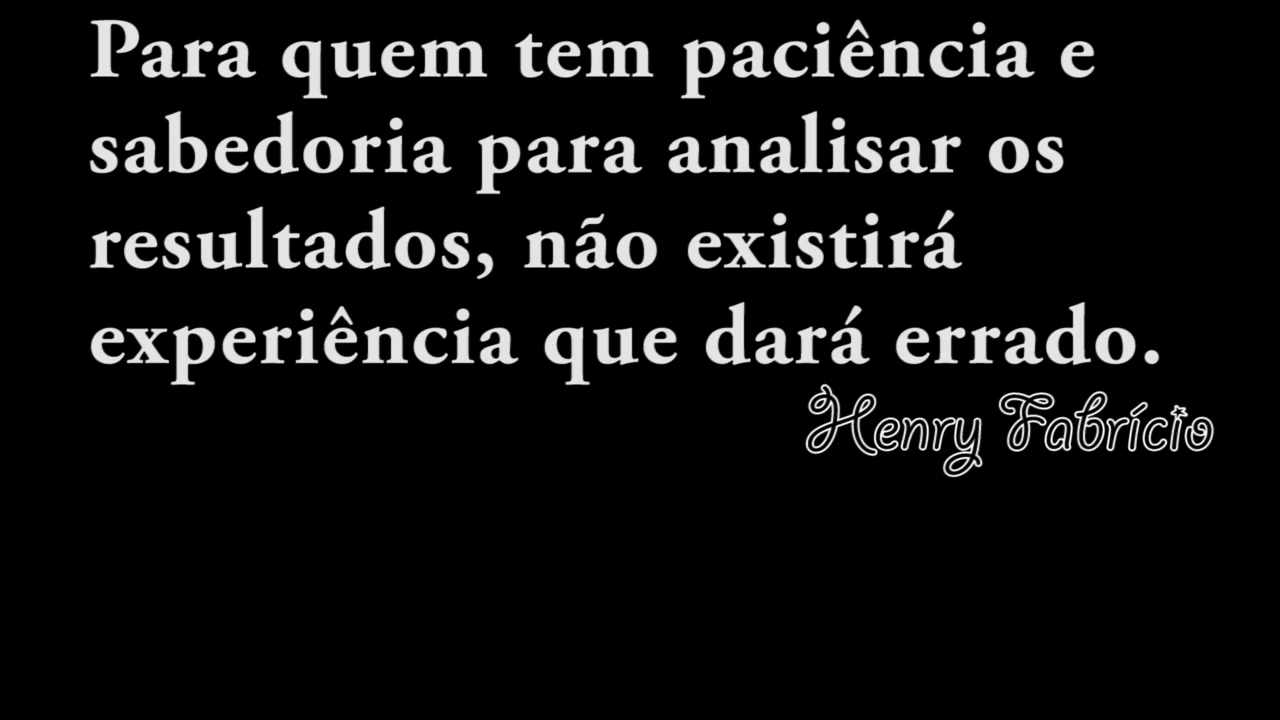 Para quem tem paciência e
sabedoria para analisar os
resultados, não existirá
experiência que dará errado.
Henry Fabrício